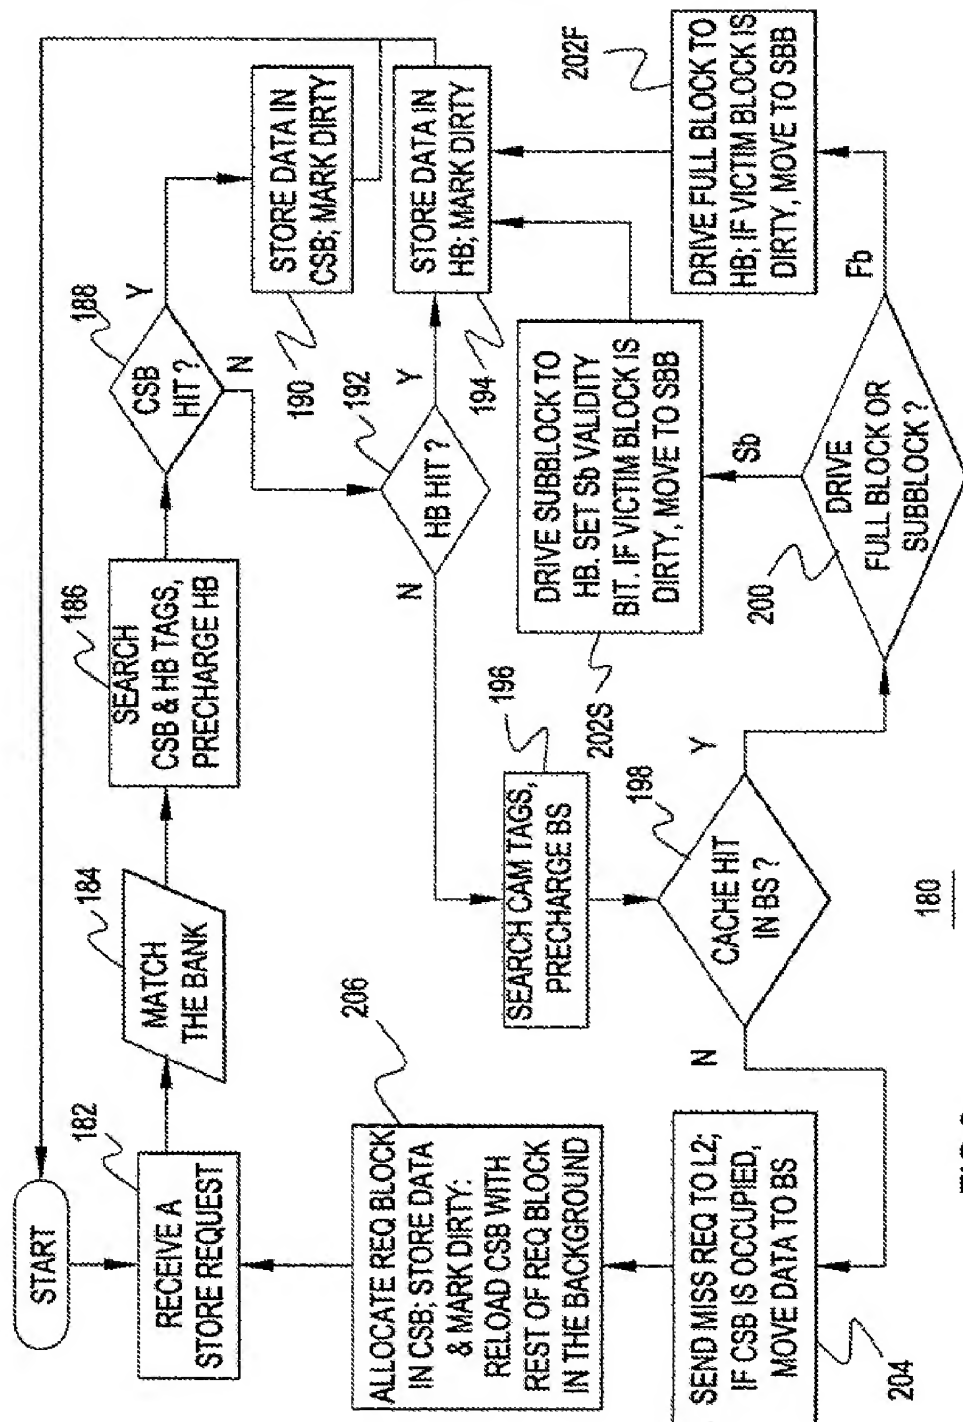 START
182
RECEIVE A
STORE REQUEST
184
MATCH
THE BANK
186
SEARCH
CSB & HB TAGS,
PRECHARGE HB
188
CSB
HIT ?
Y
N
190
STORE DATA IN
CSB; MARK DIRTY
192
HB HIT ?
Y
N
194
STORE DATA IN
HB; MARK DIRTY
196
SEARCH CAM TAGS,
PRECHARGE BS
198
CACHE HIT
IN BS ?
Y
N
200
DRIVE
FULL BLOCK OR
SUBBLOCK ?
Sb
Fb
202S
DRIVE SUBBLOCK TO
HB. SET Sb VALIDITY
BIT. IF VICTIM BLOCK IS
DIRTY, MOVE TO SBB
202F
DRIVE FULL BLOCK TO
HB; IF VICTIM BLOCK IS
DIRTY, MOVE TO SBB
204
SEND MISS REQ TO L2;
IF CSB IS OCCUPIED,
MOVE DATA TO BS
206
ALLOCATE REQ BLOCK
IN CSB; STORE DATA
& MARK DIRTY:
RELOAD CSB WITH
REST OF REQ BLOCK
IN THE BACKGROUND
180